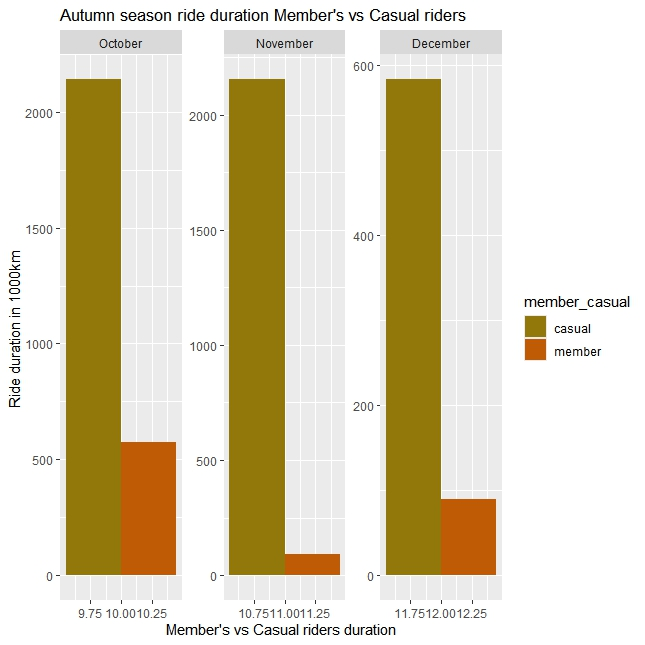 Autumn season ride duration Member's vs Casual riders
October
November
December
Ride duration in 1000km
2000
1500
1000
500
0
2000
1500
1000
500
0
600
400
200
0
9.75 10.00 10.25
10.75 11.00 11.25
11.75 12.00 12.25
Member's vs Casual riders duration
member_casual
casual
member